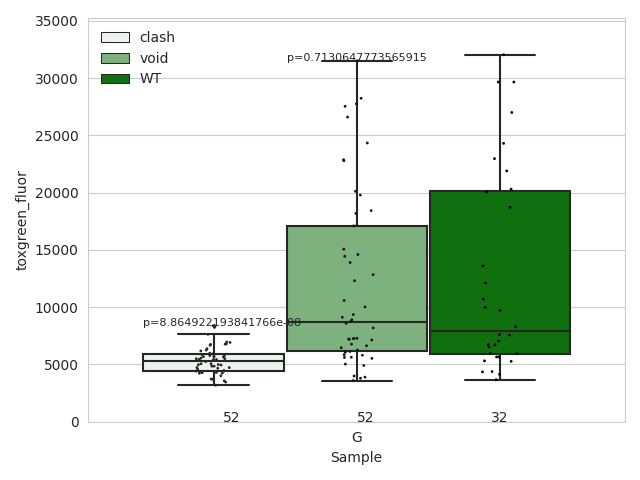 35000
30000
25000
20000
15000
10000
5000
0
toxgreen_fluor
clash
void
WT
p=0.7130647773565915
p=8.864922193841766e-08
52
52
32
G
Sample